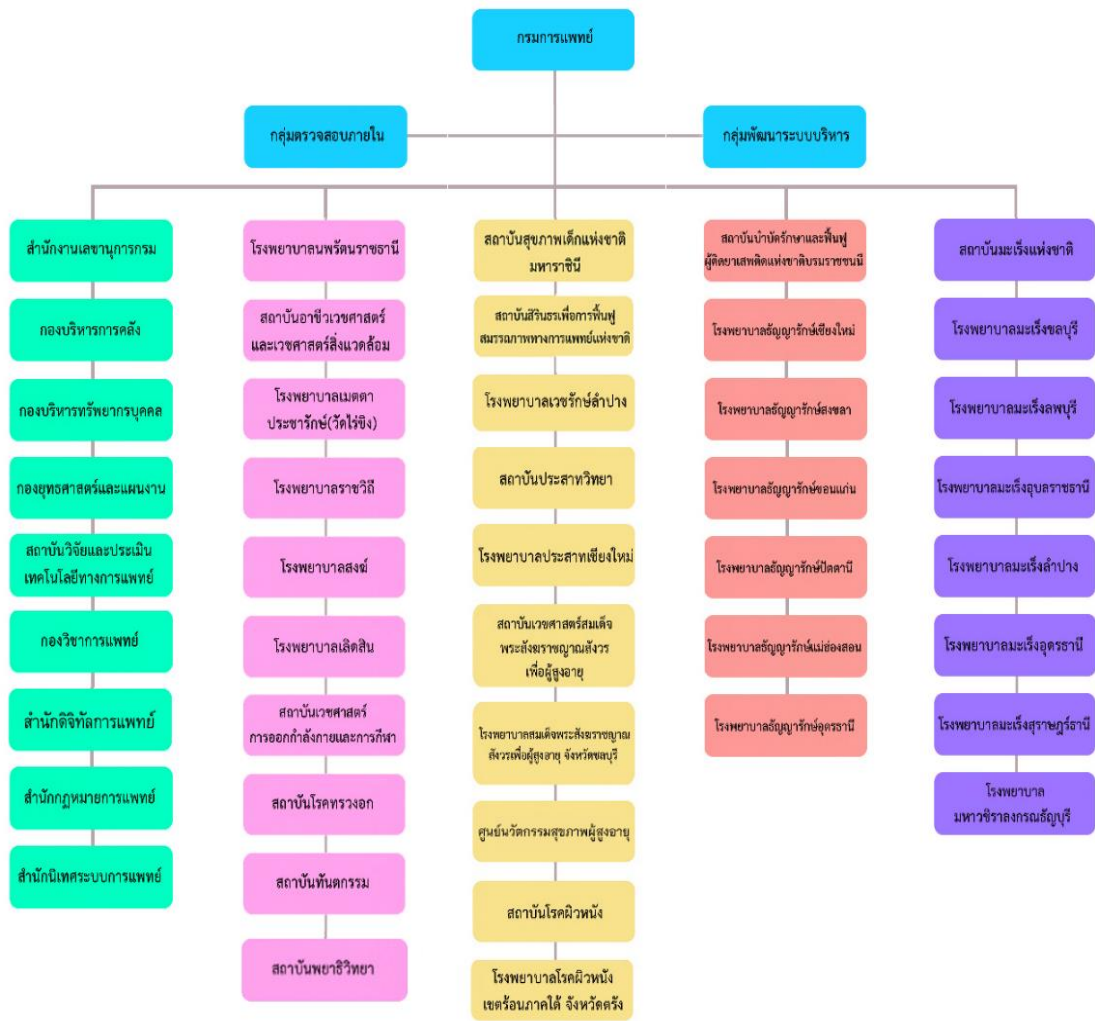 กรมการแพทย์
กลุ่มตรวจสอบภายใน
กลุ่มพัฒนาระบบบริหาร
สำนักงานเลขานุการกรม
กองบริหารการคลัง
กองบริหารทรัพยากรบุคคล
กองยุทธศาสตร์และแผนงาน
สถาบันวิจัยและประเมิน
เทคโนโลยีทางการแพทย์
กองวิชาการแพทย์
สำนักดิจิทัลการแพทย์
สำนักกฎหมายการแพทย์
สำนักนิเทศระบบการแพทย์
โรงพยาบาลนพรัตนราชธานี
สถาบันอาชีวเวชศาสตร์
และเวชศาสตร์สิ่งแวดล้อม
โรงพยาบาลเมตตา
ประชารักษ์(วัดไร่ขิง)
โรงพยาบาลราชวิถี
โรงพยาบาลสงฆ์
โรงพยาบาลเลิดสิน
สถาบันเวชศาสตร์
การออกกำลังกายและการกีฬา
สถาบันโรคทรวงอก
สถาบันทันตกรรม
สถาบันพยาธิวิทยา
สถาบันสุขภาพเด็กแห่งชาติ
มหาราชินี
สถาบันสิรินธรเพื่อการฟื้นฟู
สมรรถภาพทางการแพทย์แห่งชาติ
โรงพยาบาลเวชรักษ์ลำปาง
สถาบันประสาทวิทยา
โรงพยาบาลประสาทเชียงใหม่
สถาบันเวชศาสตร์สมเด็จ
พระสังฆราชญาณสังวร
เพื่อผู้สูงอายุ
โรงพยาบาลสมเด็จพระสังฆราชญาณ
สังวรเพื่อผู้สูงอายุ จังหวัดชลบุรี
ศูนย์นวัตกรรมสุขภาพผู้สูงอายุ
สถาบันโรคผิวหนัง
โรงพยาบาลโรคผิวหนัง
เขตร้อนภาคใต้ จังหวัดตรัง
สถาบันบำบัดรักษาและฟื้นฟู
ผู้ติดยาเสพติดแห่งชาติบรมราชชนนี
โรงพยาบาลธัญญารักษ์เชียงใหม่
โรงพยาบาลธัญญารักษ์สงขลา
โรงพยาบาลธัญญารักษ์ขอนแก่น
โรงพยาบาลธัญญารักษ์ปัตตานี
โรงพยาบาลธัญญารักษ์แม่ฮ่องสอน
โรงพยาบาลธัญญารักษ์อุดรธานี
สถาบันมะเร็งแห่งชาติ
โรงพยาบาลมะเร็งชลบุรี
โรงพยาบาลมะเร็งลพบุรี
โรงพยาบาลมะเร็งอุบลราชธานี
โรงพยาบาลมะเร็งลำปาง
โรงพยาบาลมะเร็งอุดรธานี
โรงพยาบาลมะเร็งสุราษฎร์ธานี
โรงพยาบาล
มหาวชิราลงกรณธัญบุรี